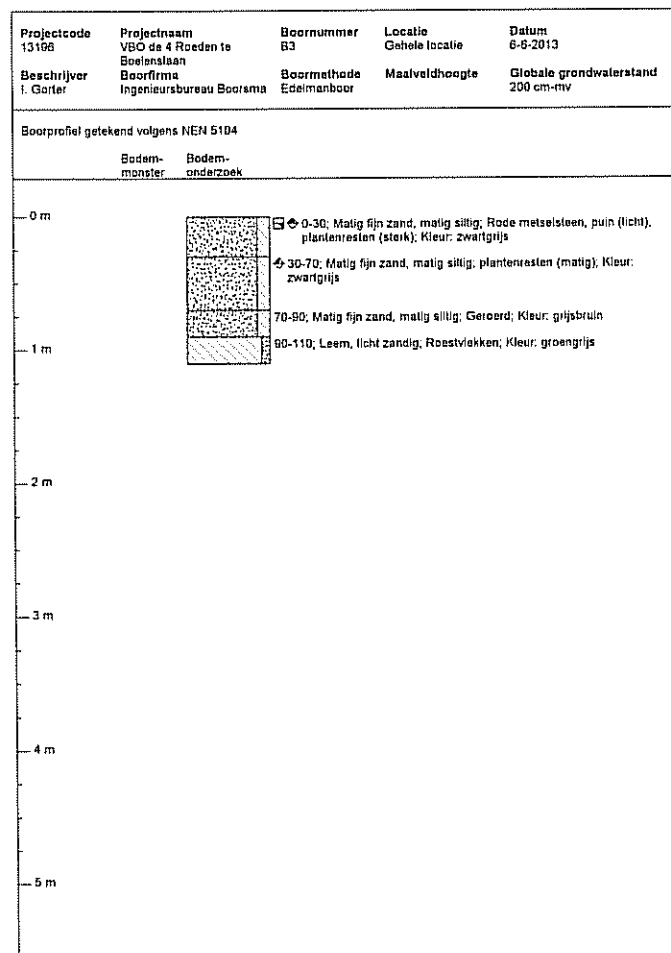 Projectcode Projectnaam Boornummer Locatie Datum
13196 VBO de 4 Roeden te B3 Gehele locatie 6-6-2013
Boelenslaan
Beschrijver Boorfirma Boormethode Maaiveldhoogte Globale grondwaterstand
I. Gorter Ingenieursbureau Boorsma Edelmanboor 200 cm-mv
Boorprofiel getekend volgens NEN 5104
Bodem- Bodem-
monster onderzoek
0 m
0-30; Matig fijn zand, matig siltig; Rode metselsteen, puin (licht),
plantenresten (sterk); Kleur: zwartgrijs
30-70; Matig fijn zand, matig siltig; plantenresten (matig); Kleur:
zwartgrijs
70-90; Matig fijn zand, matig siltig; Geroerd; Kleur: grijsbruin
90-110; Leem, licht zandig; Roestvlekken; Kleur: groengrijs
1 m
2 m
3 m
4 m
5 m